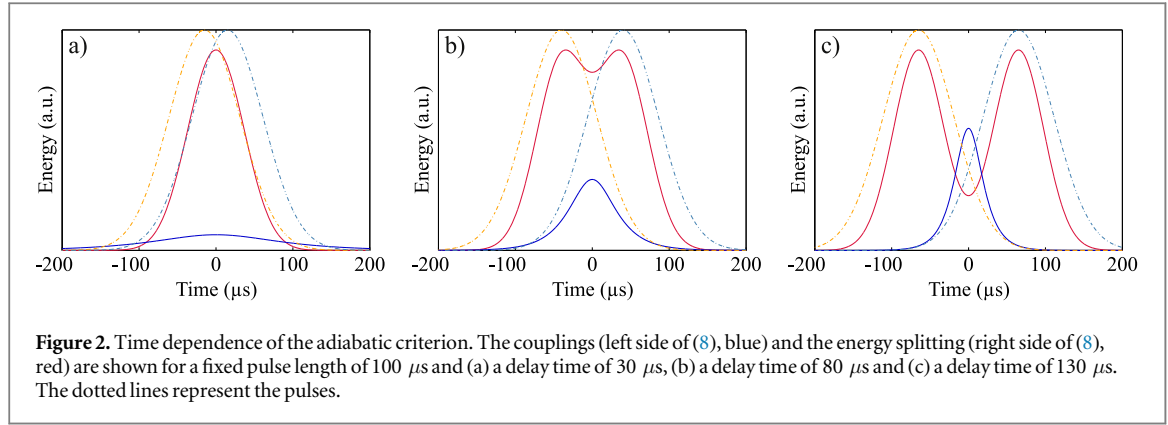 a) b) c)
Energy (a.u.) Energy (a.u.) Energy (a.u.)
-200 -100 0 100 200 -200 -100 0 100 200 -200 -100 0 100 200
Time (µs) Time (µs) Time (µs)
Figure 2. Time dependence of the adiabatic criterion. The couplings (left side of (8), blue) and the energy splitting (right side of (8),
red) are shown for a fixed pulse length of 100 µs and (a) a delay time of 30 µs, (b) a delay time of 80 µs and (c) a delay time of 130 µs.
The dotted lines represent the pulses.